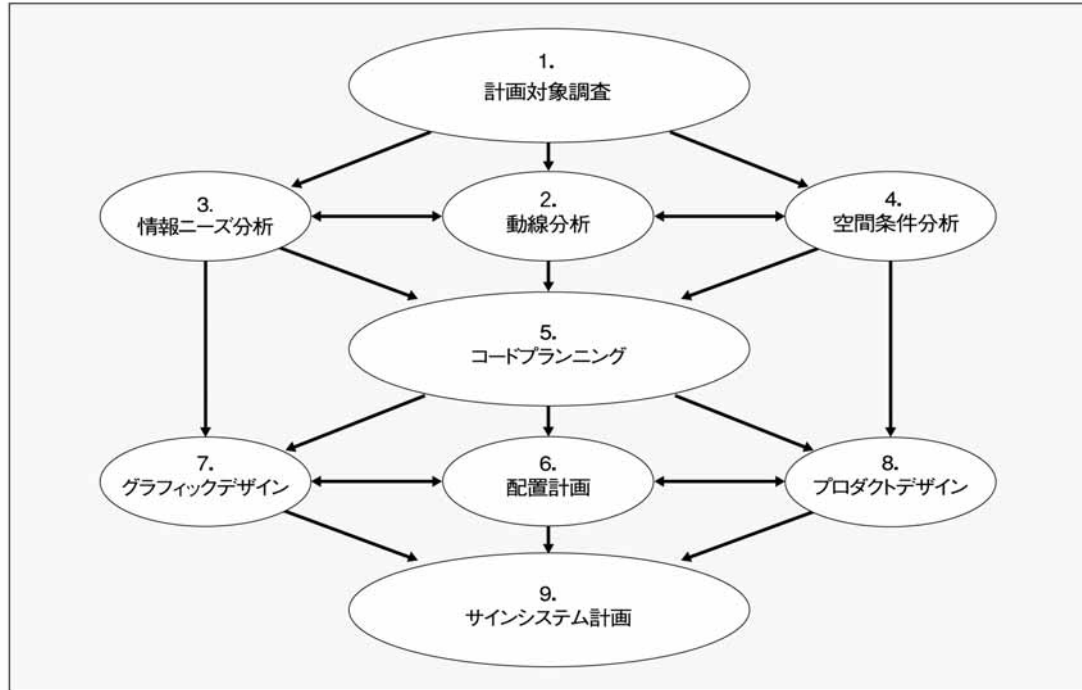 1.
計画対象調査
3.
情報ニーズ分析
2.
動線分析
4.
空間条件分析
5.
コードプランニング
7.
グラフィックデザイン
6.
配置計画
8.
プロダクトデザイン
9.
サインシステム計画